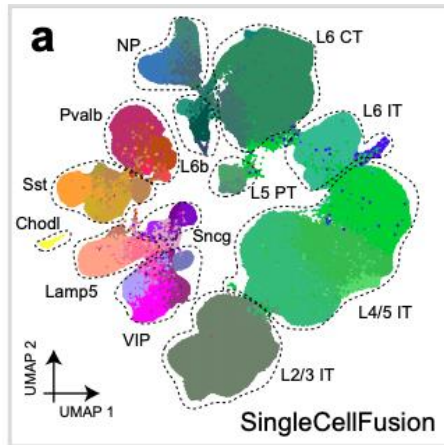 a
NP
L6 CT
Pvalb
L6 IT
L6b
Sst
L5 PT
Chodl
Sncg
Lamp5
L4/5 IT
VIP
UMAP 2
L2/3 IT
UMAP 1
SingleCellFusion